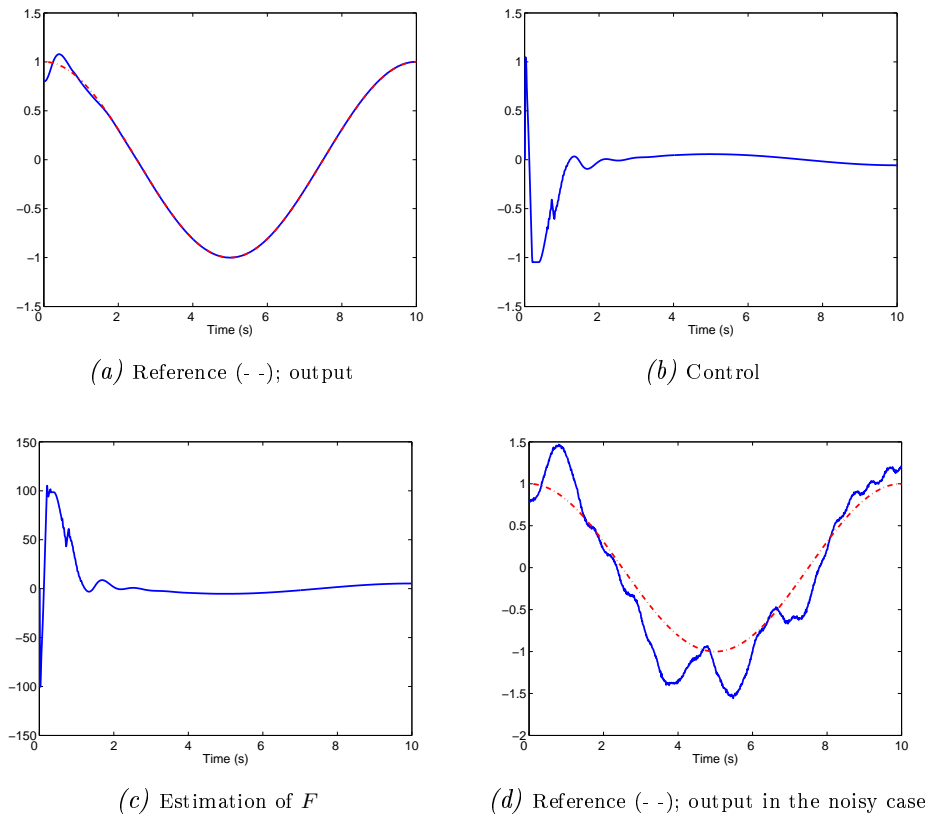 1.5
1
0.5
0
−0.5
−1
−1.5
0 2 4 6 8 10
Time (s)
(a) Reference (- -); output
1.5
1
0.5
0
−0.5
−1
−1.5
0 2 4 6 8 10
Time (s)
(b) Control
150
100
50
0
−50
−100
−150
0 2 4 6 8 10
Time (s)
(c) Estimation of F
1.5
1
0.5
0
−0.5
−1
−1.5
−2
0 2 4 6 8 10
Time (s)
(d) Reference (- -); output in the noisy case